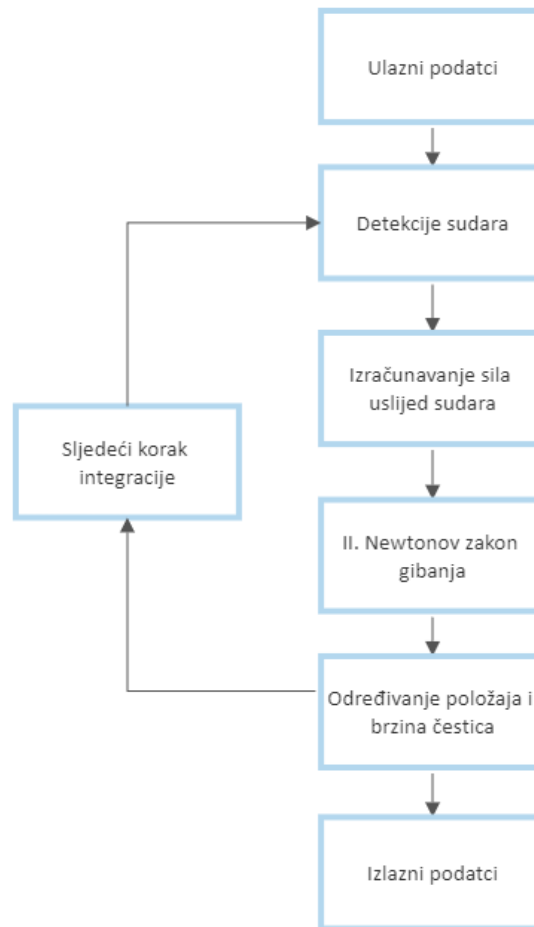 Ulazni podatci
Detekcije sudara
Izračunavanje sila
uslijed sudara
Sljedeći korak
integracije
II. Newtonov zakon
gibanja
Određivanje položaja i
brzina čestica
Izlazni podatci